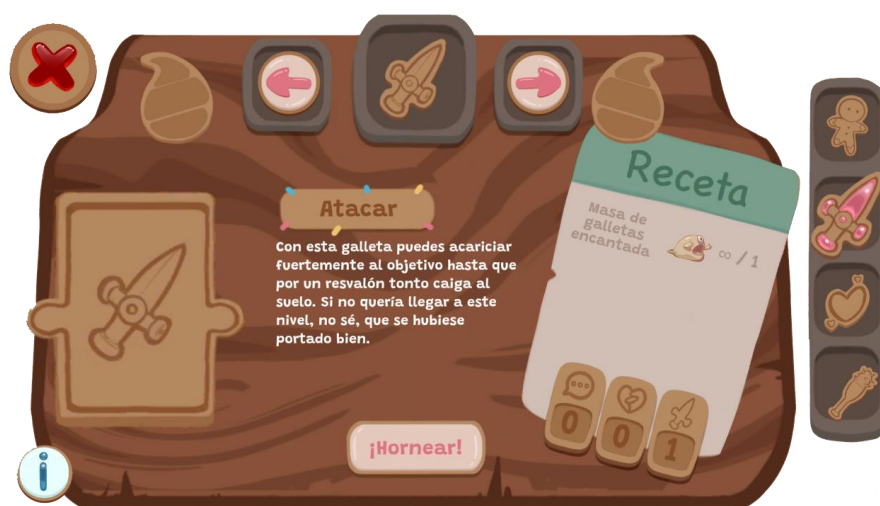 Receta
Atacar
Con esta galleta puedes acariciar
fuertemente al objetivo hasta que
por un resvalón tonto caiga al
suelo. Si no quería llegar a este
nivel, no sé, que se hubiese
portado bien.
Masa de
galletas
encantada
∞ / 1
0
0
1
¡Hornear!
i